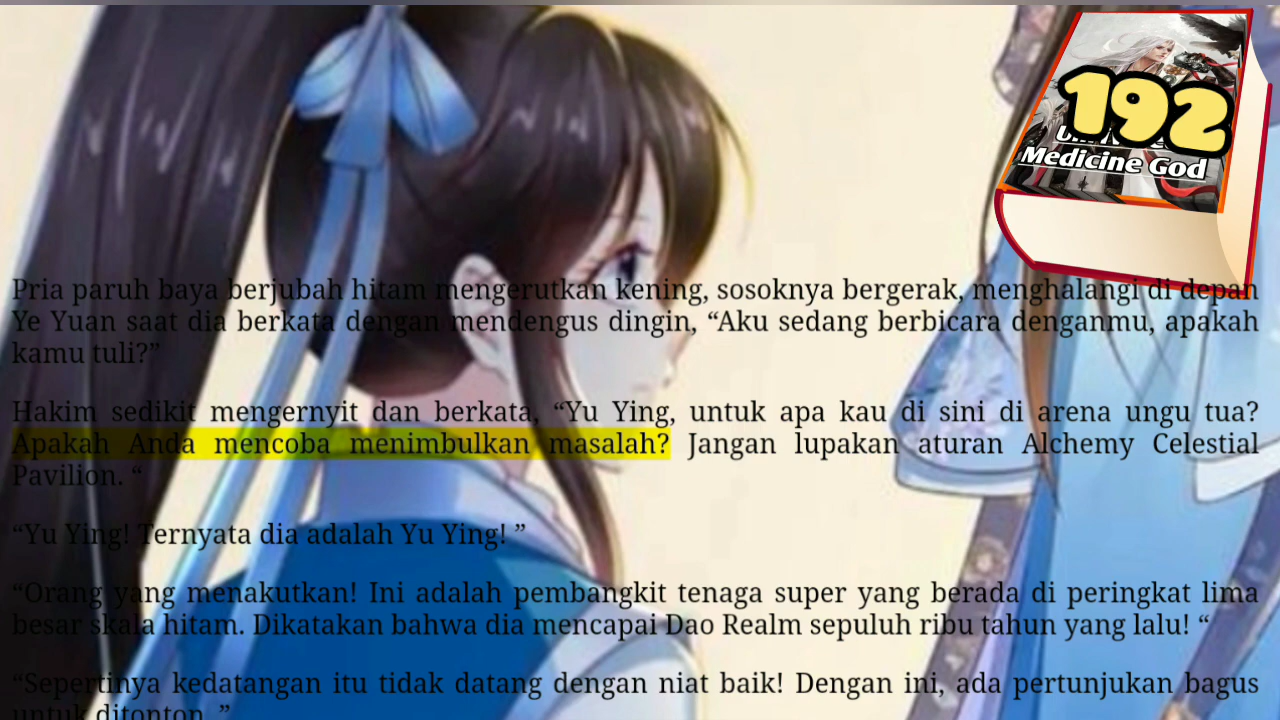 192
Medicine God
Pria paruh baya berjubah hitam mengerutkan kening, sosoknya bergerak, menghalangi di depan
Ye Yuan saat dia berkata dengan mendengus dingin, “Aku sedang berbicara denganmu, apakah
kamu tuli?”
Hakim sedikit mengernyit dan berkata, “Yu Ying, untuk apa kau di sini di arena ungu tua?
Apakah Anda mencoba menimbulkan masalah? Jangan lupakan aturan Alchemy Celestial
Pavilion. “
“Yu Ying! Ternyata dia adalah Yu Ying! ”
“Orang yang menakutkan! Ini adalah pembangkit tenaga super yang berada di peringkat lima
besar skala hitam. Dikatakan bahwa dia mencapai Dao Realm sepuluh ribu tahun yang lalu! “
“Sepertinya kedatangan itu tidak datang dengan niat baik! Dengan ini, ada pertunjukan bagus
untuk ditonton. ”